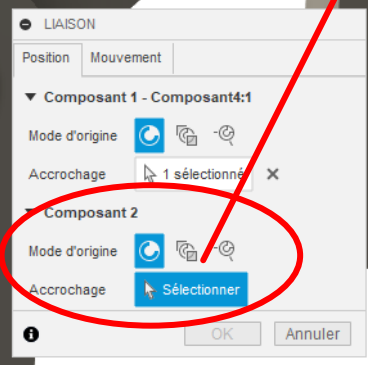 LIAISON
Position Mouvement
Composant 1 - Composant4:1
Mode d'origine
Accrochage 1 sélectionné
Composant 2
Mode d'origine
Accrochage Sélectionner
OK Annuler